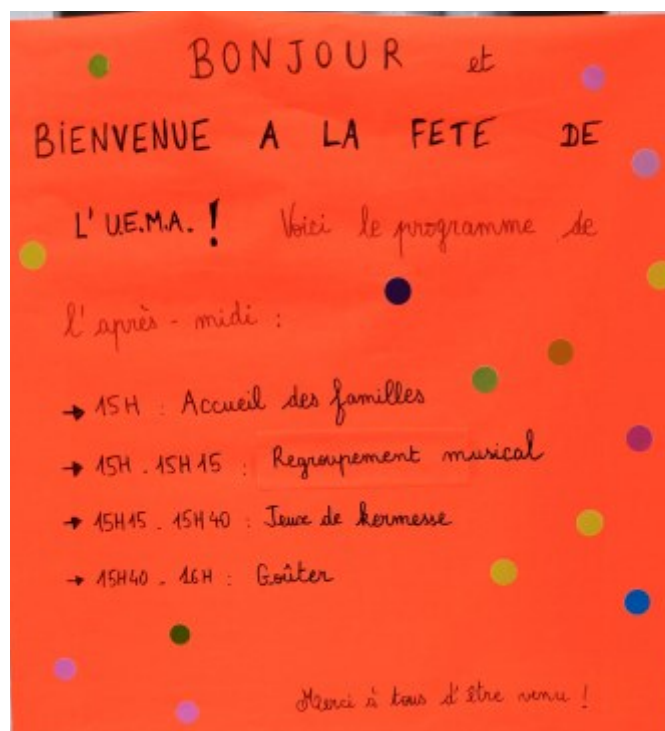 BONJOUR et
BIENVENUE A LA FETE DE
L'U.E.M.A. ! Voici le programme de
l'après-midi :
→ 15H : Accueil des familles
→ 15H - 15H15 : Regroupement musical
→ 15H15 - 15H40 : Jeux de kermesse
→ 15H40 - 16H : Goûter
Merci à tous d'être venu !